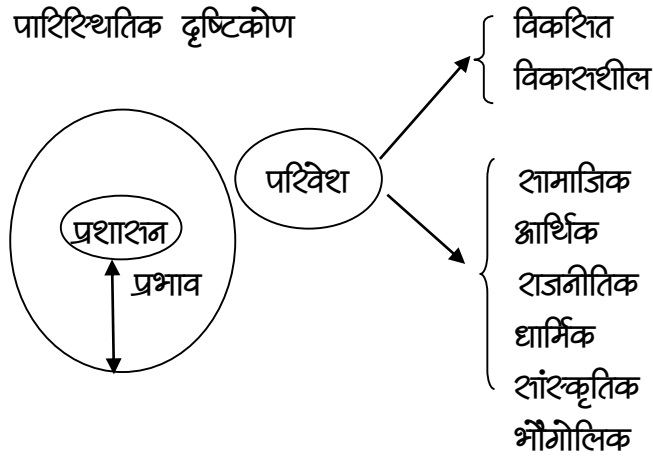 पारिस्थितिक दृष्टिकोण
विकसित
विकासशील
परिवेश
प्रशासन
प्रभाव
सामाजिक
आर्थिक
राजनीतिक
धार्मिक
सांस्कृतिक
भौगोलिक